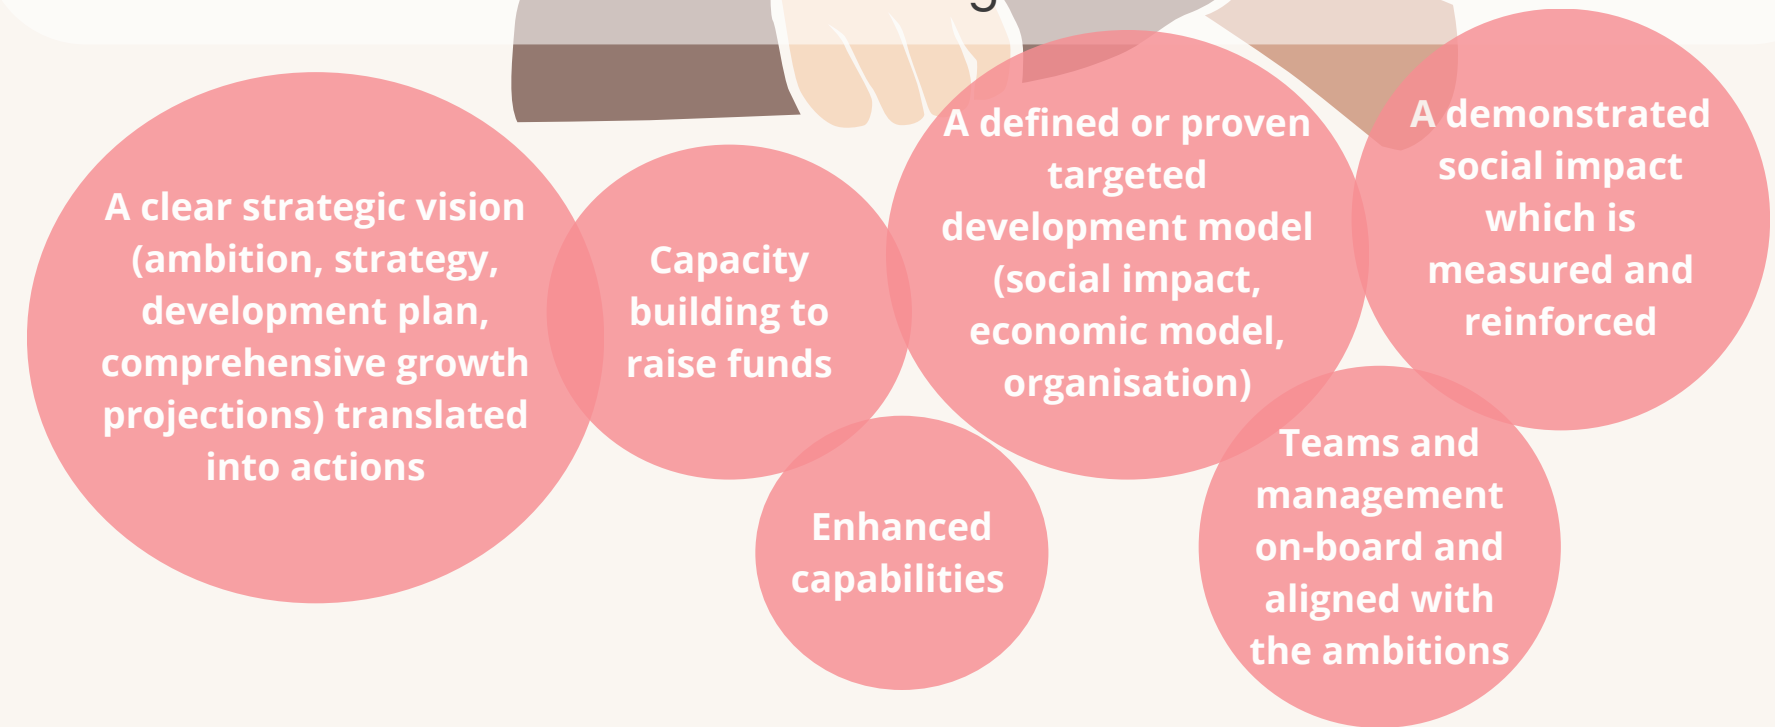 A clear strategic vision
(ambition, strategy,
development plan,
comprehensive growth
projections) translated
into actions
Capacity
building to
raise funds
Enhanced
capabilities
A defined or proven
targeted
development model
(social impact,
economic model,
organisation)
A demonstrated
social impact
which is
measured and
reinforced
Teams and
management
on-board and
aligned with
the ambitions